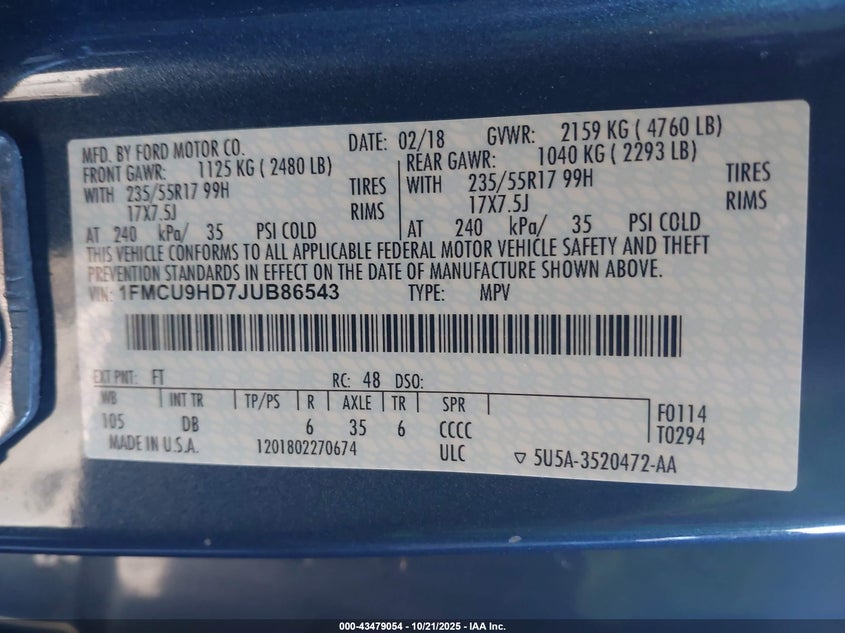 MFD. BY FORD MOTOR CO. DATE: 02/18 GVWR: 2159 KG ( 4760 LB)
FRONT GAWR: 1125 KG ( 2480 LB) REAR GAWR: 1040 KG ( 2293 LB)
WITH 235/55R17 99H TIRES WITH 235/55R17 99H TIRES
17X7.5J RIMS 17X7.5J RIMS
AT 240 kPa/ 35 PSI COLD AT 240 kPa/ 35 PSI COLD
THIS VEHICLE CONFORMS TO ALL APPLICABLE FEDERAL MOTOR VEHICLE SAFETY AND THEFT
PREVENTION STANDARDS IN EFFECT ON THE DATE OF MANUFACTURE SHOWN ABOVE.
VIN: 1FMCU9HD7JUB86543 TYPE: MPV
EXT PNT: FT RC: 48 DSO:
WB INT TR TP/PS R AXLE TR SPR F0114
105 DB 6 35 6 CCCC T0294
MADE IN U.S.A. 1201802270674 ULC ▽ 5U5A-3520472-AA
000-43479054 - 10/21/2025 - IAA Inc.